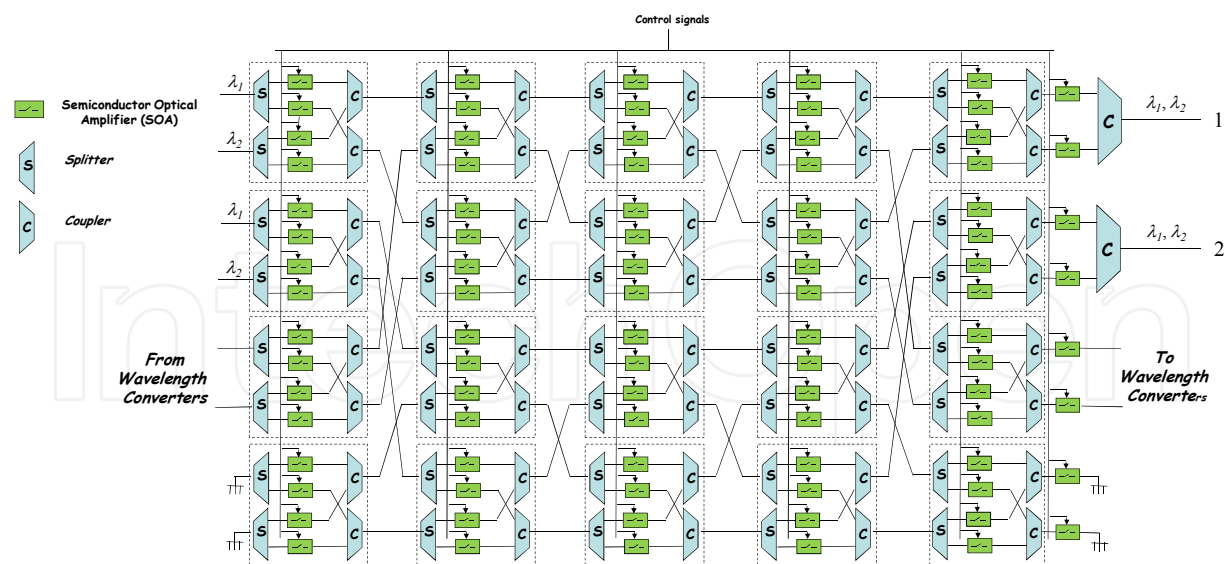 Control signals
Semiconductor Optical
Amplifier (SOA)
S Splitter
C Coupler
λ₁ S C S C S C S C S C
C λ₁, λ₂ 1
λ₂ S C S C S C S C S C
λ₁ S C S C S C S C S C
C λ₁, λ₂ 2
λ₂ S C S C S C S C S C
S C S C S C S C S C
From
Wavelength
Converters
To
Wavelength
Converters
S C S C S C S C S C
S C S C S C S C S C
S C S C S C S C S C
IntechOpen